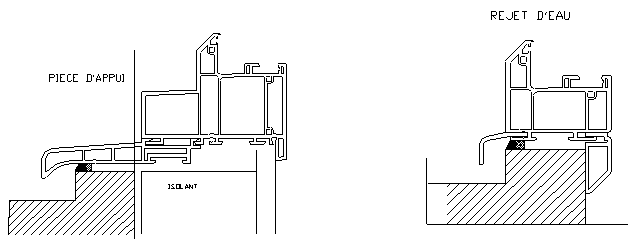 REJET D'EAU
PIECE D'APPUI
ISOLANT